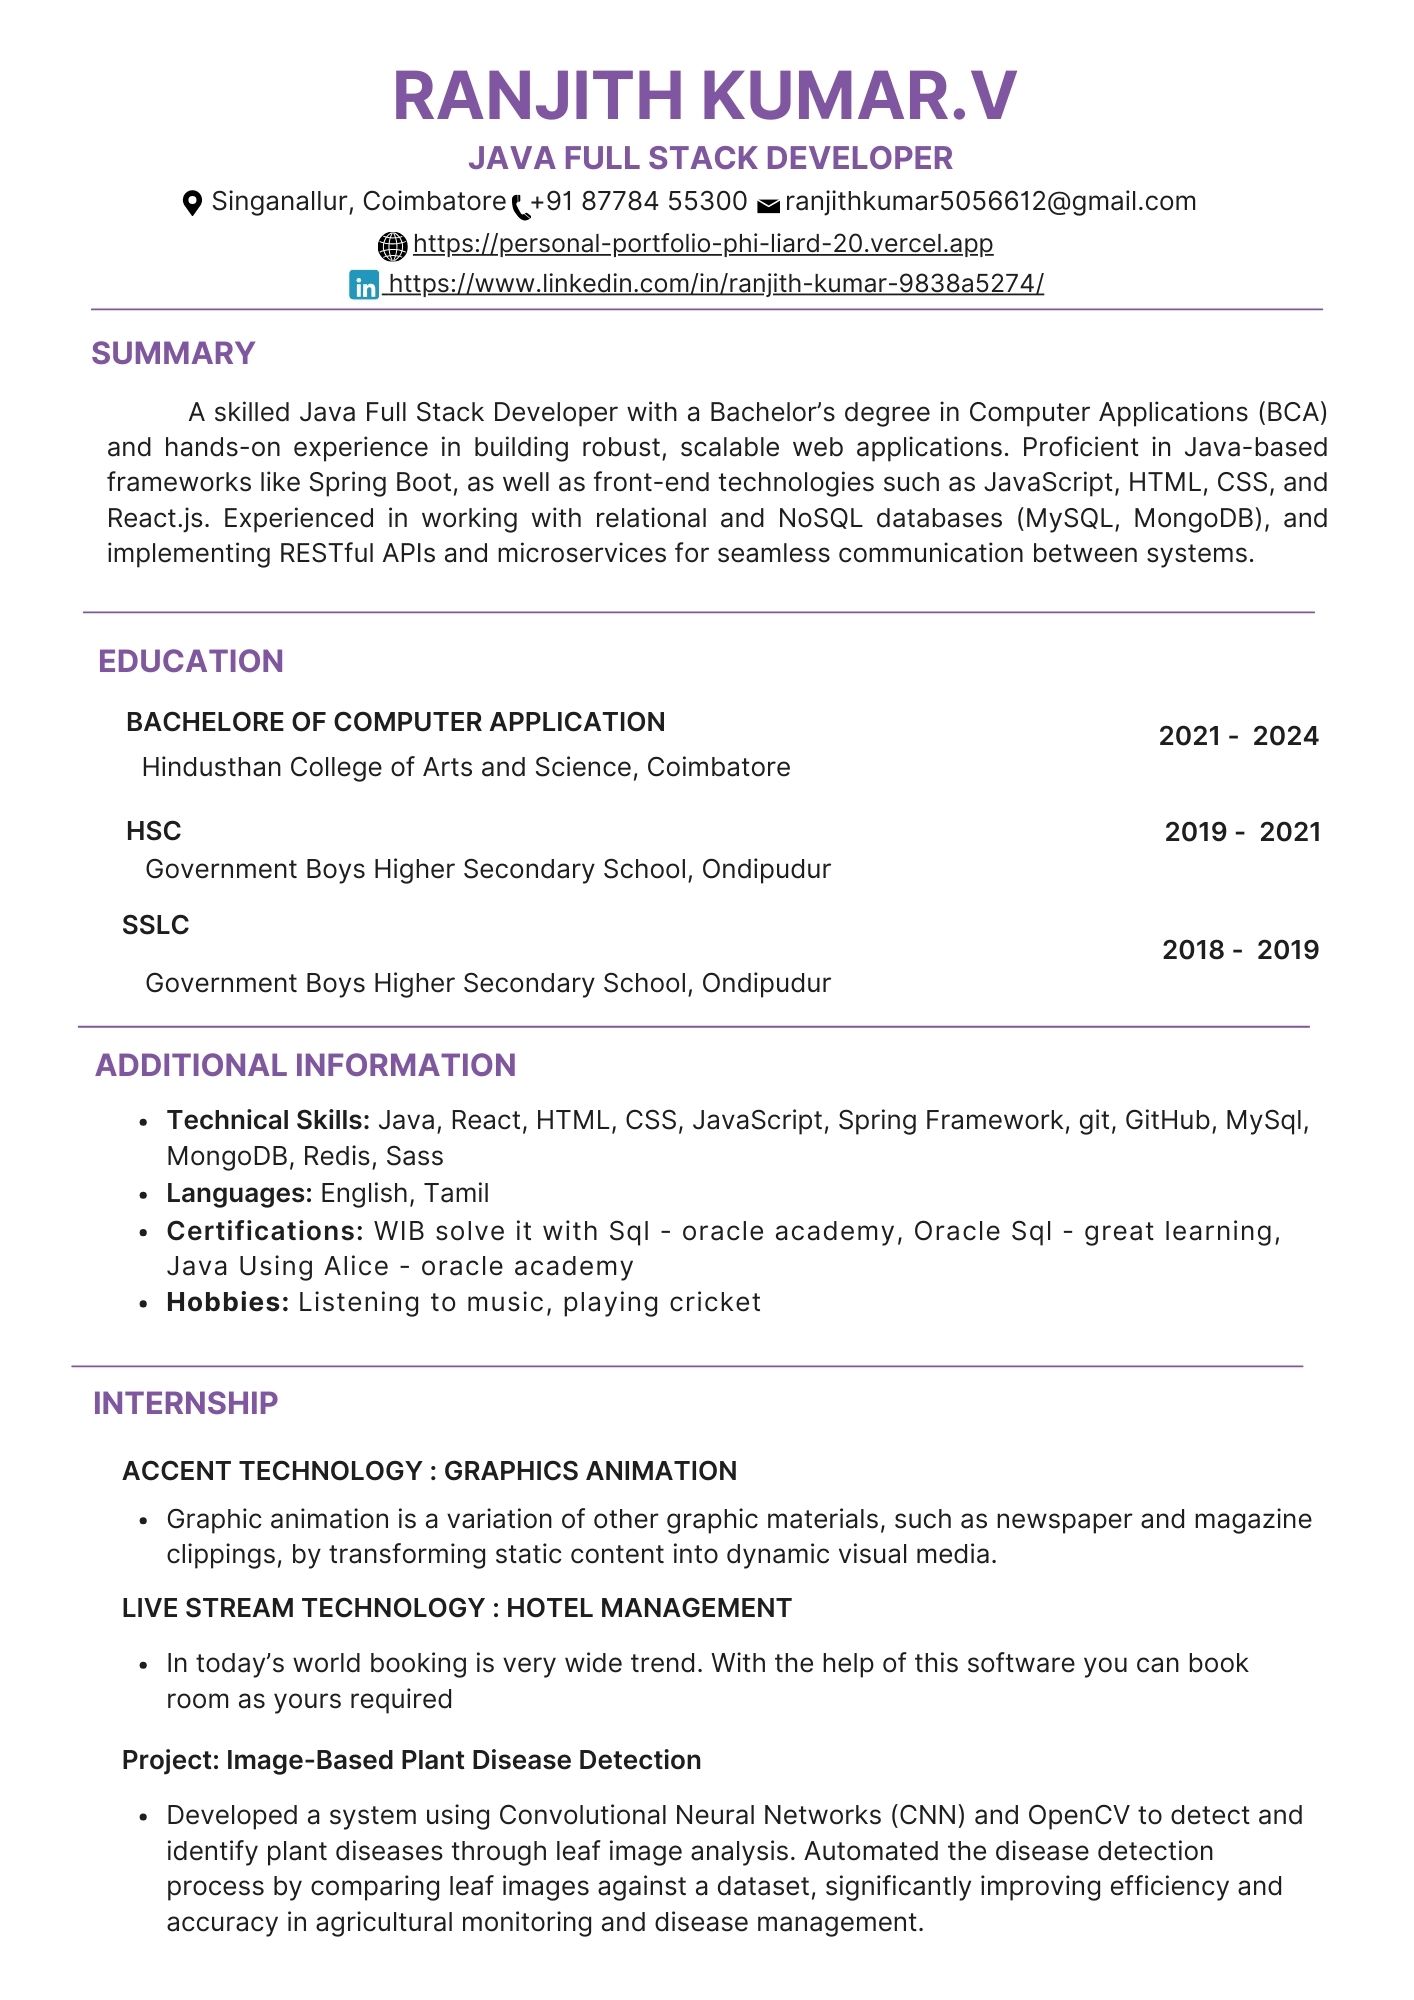 RANJITH KUMAR.V
JAVA FULL STACK DEVELOPER
Singanallur, Coimbatore +91 87784 55300 ranjithkumar5056612@gmail.com
https://personal-portfolio-phi-liard-20.vercel.app
https://www.linkedin.com/in/ranjith-kumar-9838a5274/
SUMMARY
A skilled Java Full Stack Developer with a Bachelor’s degree in Computer Applications (BCA)
and hands-on experience in building robust, scalable web applications. Proficient in Java-based
frameworks like Spring Boot, as well as front-end technologies such as JavaScript, HTML, CSS, and
React.js. Experienced in working with relational and NoSQL databases (MySQL, MongoDB), and
implementing RESTful APIs and microservices for seamless communication between systems.
EDUCATION
BACHELORE OF COMPUTER APPLICATION
2021 - 2024
Hindusthan College of Arts and Science, Coimbatore
HSC 2019 - 2021
Government Boys Higher Secondary School, Ondipudur
SSLC
2018 - 2019
Government Boys Higher Secondary School, Ondipudur
ADDITIONAL INFORMATION
• Technical Skills: Java, React, HTML, CSS, JavaScript, Spring Framework, git, GitHub, MySql,
MongoDB, Redis, Sass
• Languages: English, Tamil
• Certifications: WIB solve it with Sql - oracle academy, Oracle Sql - great learning,
Java Using Alice - oracle academy
• Hobbies: Listening to music, playing cricket
INTERNSHIP
ACCENT TECHNOLOGY : GRAPHICS ANIMATION
• Graphic animation is a variation of other graphic materials, such as newspaper and magazine
clippings, by transforming static content into dynamic visual media.
LIVE STREAM TECHNOLOGY : HOTEL MANAGEMENT
• In today’s world booking is very wide trend. With the help of this software you can book
room as yours required
Project: Image-Based Plant Disease Detection
• Developed a system using Convolutional Neural Networks (CNN) and OpenCV to detect and
identify plant diseases through leaf image analysis. Automated the disease detection
process by comparing leaf images against a dataset, significantly improving efficiency and
accuracy in agricultural monitoring and disease management.